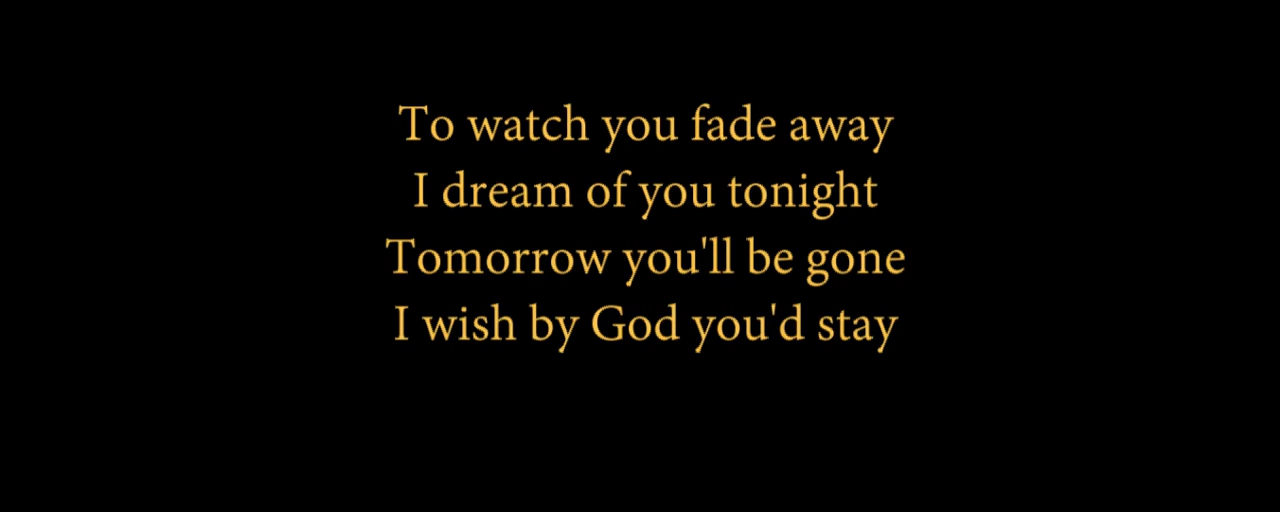 To watch you fade away
I dream of you tonight
Tomorrow you'll be gone
I wish by God you'd stay